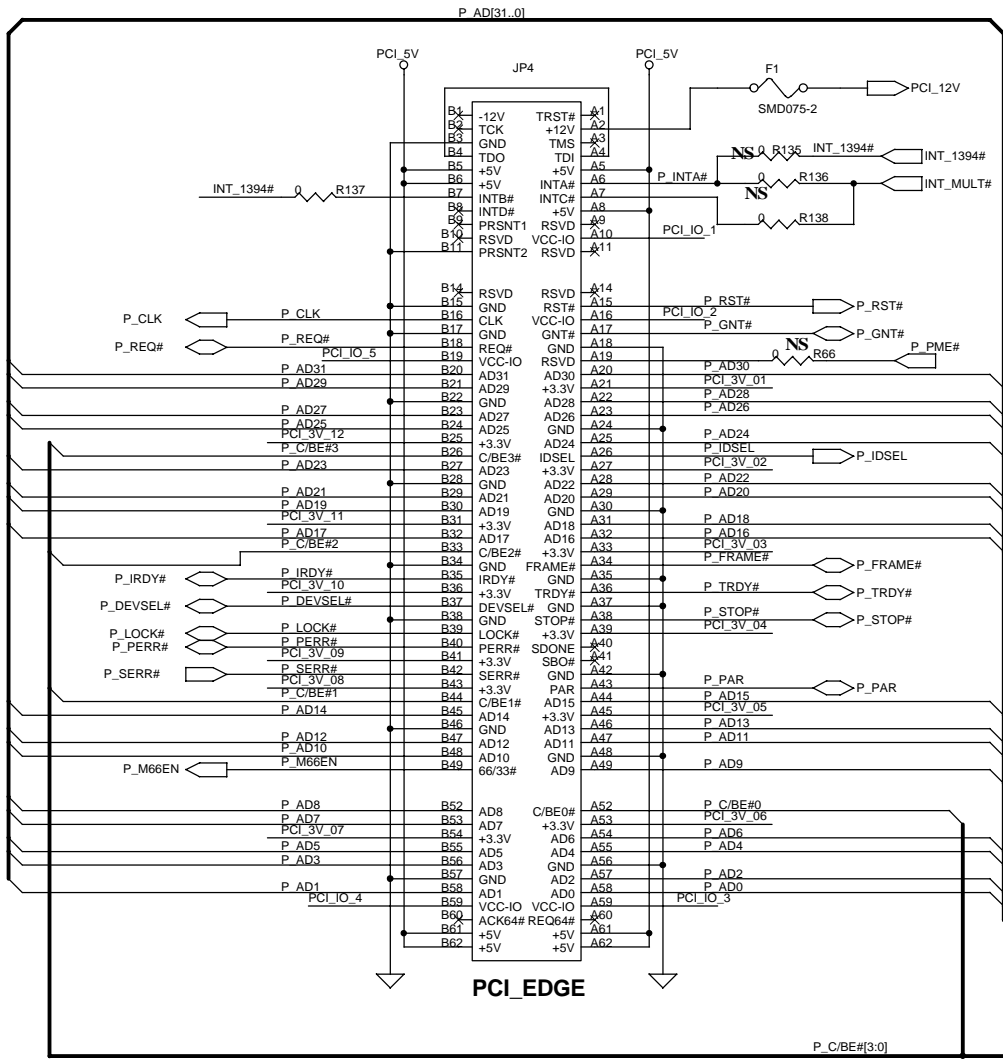 P_AD[31..0]
PCI_5V
PCI_5V
JP4
F1
PCI_12V
SMD075-2
B1 -12V TRST# A1
B2 TCK +12V A2
B3 GND TMS A3
B4 TDO TDI A4
B5 +5V +5V A5
B6 +5V INTA# A6 P_INTA#
NS 0 R135 INT_1394# INT_1394#
NS 0 R136 INT_MULT#
INT_1394# 0 R137 B7 INTB# INTC# A7
0 R138
B8 INTD# +5V A8
B9 PRSNT1 RSVD A9
B10 RSVD VCC-IO A10 PCI_IO_1
B11 PRSNT2 RSVD A11
B14 RSVD RSVD A14
B15 GND RST# A15 P_RST# P_RST#
P_CLK P_CLK B16 CLK VCC-IO A16 PCI_IO_2
B17 GND GNT# A17 P_GNT# P_GNT#
P_REQ# P_REQ# B18 REQ# GND A18
PCI_IO_5 B19 VCC-IO RSVD A19 0 NS R66 P_PME#
P_AD31 B20 AD31 AD30 A20 P_AD30
P_AD29 B21 AD29 +3.3V A21 PCI_3V_01
B22 GND AD28 A22 P_AD28
P_AD27 B23 AD27 AD26 A23 P_AD26
P_AD25 B24 AD25 GND A24
PCI_3V_12 B25 +3.3V AD24 A25 P_AD24
P_C/BE#3 B26 C/BE3# IDSEL A26 P_IDSEL P_IDSEL
P_AD23 B27 AD23 +3.3V A27 PCI_3V_02
B28 GND AD22 A28 P_AD22
P_AD21 B29 AD21 AD20 A29 P_AD20
P_AD19 B30 AD19 GND A30
PCI_3V_11 B31 +3.3V AD18 A31 P_AD18
P_AD17 B32 AD17 AD16 A32 P_AD16
P_C/BE#2 B33 C/BE2# +3.3V A33 PCI_3V_03
B34 GND FRAME# A34 P_FRAME# P_FRAME#
P_IRDY# P_IRDY# B35 IRDY# GND A35
PCI_3V_10 B36 +3.3V TRDY# A36 P_TRDY# P_TRDY#
P_DEVSEL# P_DEVSEL# B37 DEVSEL# GND A37
B38 GND STOP# A38 P_STOP# P_STOP#
P_LOCK# P_LOCK# B39 LOCK# +3.3V A39 PCI_3V_04
P_PERR# P_PERR# B40 PERR# SDONE A40
PCI_3V_09 B41 +3.3V SBO# A41
P_SERR# P_SERR# B42 SERR# GND A42
PCI_3V_08 B43 +3.3V PAR A43 P_PAR P_PAR
P_C/BE#1 B44 C/BE1# AD15 A44 P_AD15
P_AD14 B45 AD14 +3.3V A45 PCI_3V_05
B46 GND AD13 A46 P_AD13
P_AD12 B47 AD12 AD11 A47 P_AD11
P_AD10 B48 AD10 GND A48
P_M66EN P_M66EN B49 66/33# AD9 A49 P_AD9
P_AD8 B52 AD8 C/BE0# A52 P_C/BE#0
P_AD7 B53 AD7 +3.3V A53 PCI_3V_06
PCI_3V_07 B54 +3.3V AD6 A54 P_AD6
P_AD5 B55 AD5 AD4 A55 P_AD4
P_AD3 B56 AD3 GND A56
B57 GND AD2 A57 P_AD2
P_AD1 B58 AD1 AD0 A58 P_AD0
PCI_IO_4 B59 VCC-IO VCC-IO A59 PCI_IO_3
B60 ACK64# REQ64# A60
B61 +5V +5V A61
B62 +5V +5V A62
PCI_EDGE
P_C/BE#[3:0]